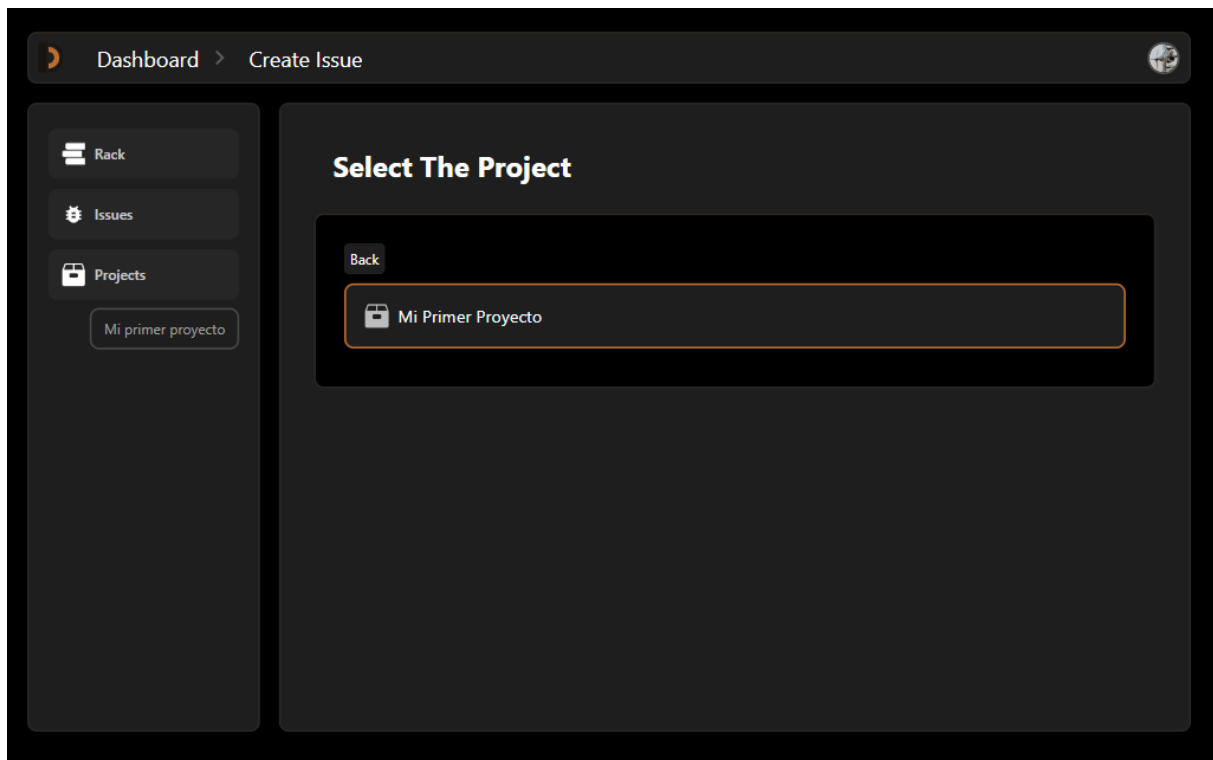 Dashboard > Create Issue
Rack
Issues
Projects
Mi primer proyecto
Select The Project
Back
Mi Primer Proyecto